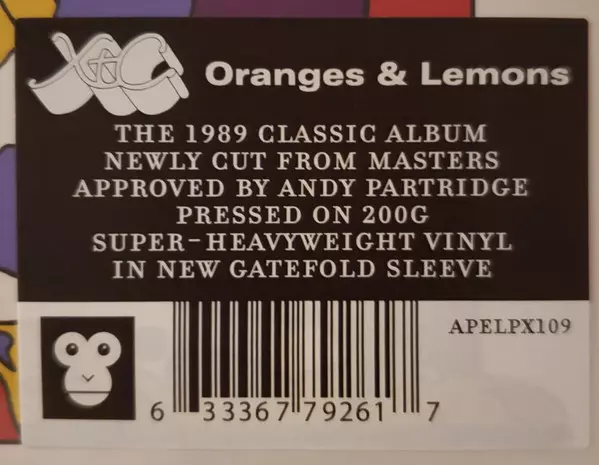 XTC Oranges & Lemons
THE 1989 CLASSIC ALBUM
NEWLY CUT FROM MASTERS
APPROVED BY ANDY PARTRIDGE
PRESSED ON 200G
SUPER-HEAVYWEIGHT VINYL
IN NEW GATEFOLD SLEEVE
APELPX109
6 33367 79261 7